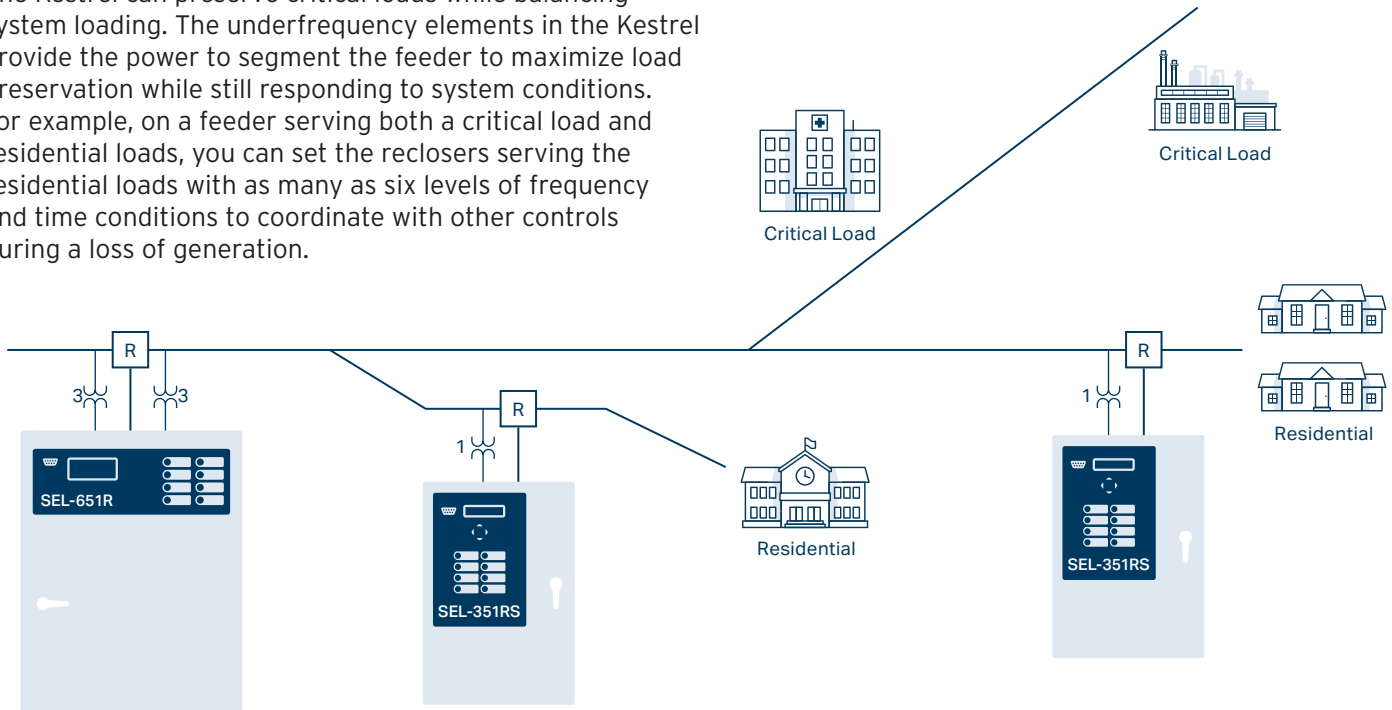 The Kestrel can preserve critical loads while balancing
ystem loading. The underfrequency elements in the Kestrel
rovide the power to segment the feeder to maximize load
reservation while still responding to system conditions.
or example, on a feeder serving both a critical load and
esidential loads, you can set the reclosers serving the
esidential loads with as many as six levels of frequency
nd time conditions to coordinate with other controls
uring a loss of generation.
Critical Load
Critical Load
R
R
3
3
1
R
1
Residential
SEL-651R
SEL-351RS
Residential
SEL-351RS